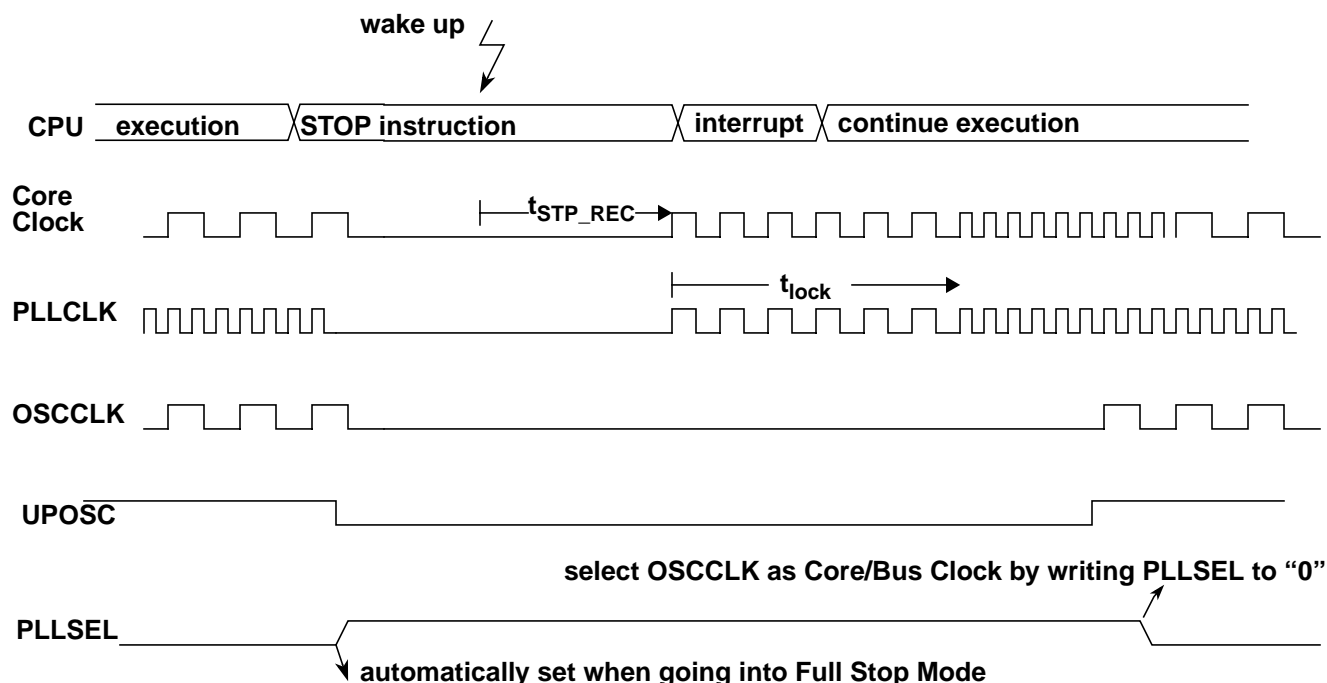 wake up
CPU execution STOP instruction interrupt continue execution
Core
Clock
tSTP_REC
tlock
PLLCLK
OSCCLK
UPOSC
select OSCCLK as Core/Bus Clock by writing PLLSEL to “0”
PLLSEL
automatically set when going into Full Stop Mode